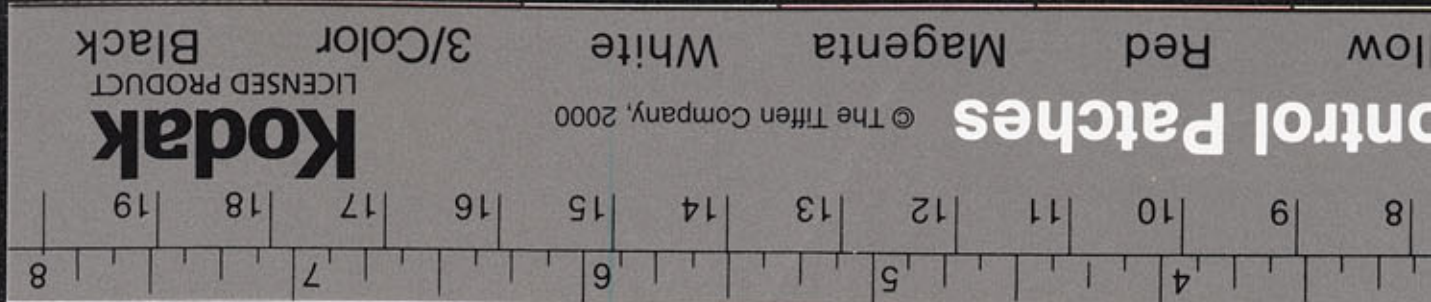 4 5 6 7 8
8 9 10 11 12 13 14 15 16 17 18 19
ontrol Patches © The Tiffen Company, 2000 Kodak
LICENSED PRODUCT
low Red Magenta White 3/Color Black